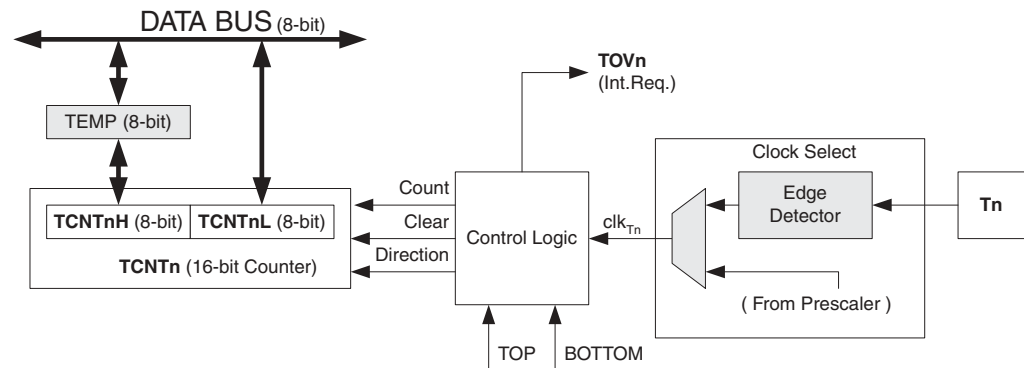 DATA BUS (8-bit)
TOVn
(Int.Req.)
TEMP (8-bit)
Clock Select
Count
Edge
Detector
Tn
TCNTnH (8-bit) TCNTnL (8-bit)
Clear
Control Logic
clkTn
TCNTn (16-bit Counter)
Direction
( From Prescaler )
TOP
BOTTOM